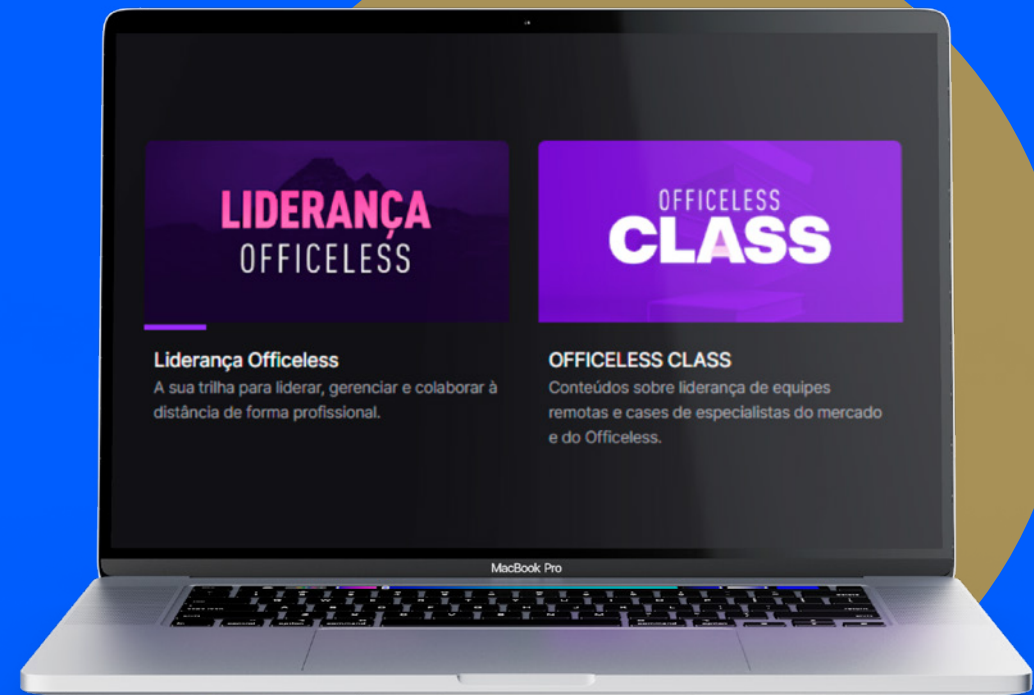 LIDERANÇA
OFFICELESS
OFFICELESS
CLASS
Liderança Officeless
A sua trilha para liderar, gerenciar e colaborar à
distância de forma profissional.
OFFICELESS CLASS
Conteúdos sobre liderança de equipes
remotas e cases de especialistas do mercado
e do Officeless.
MacBook Pro